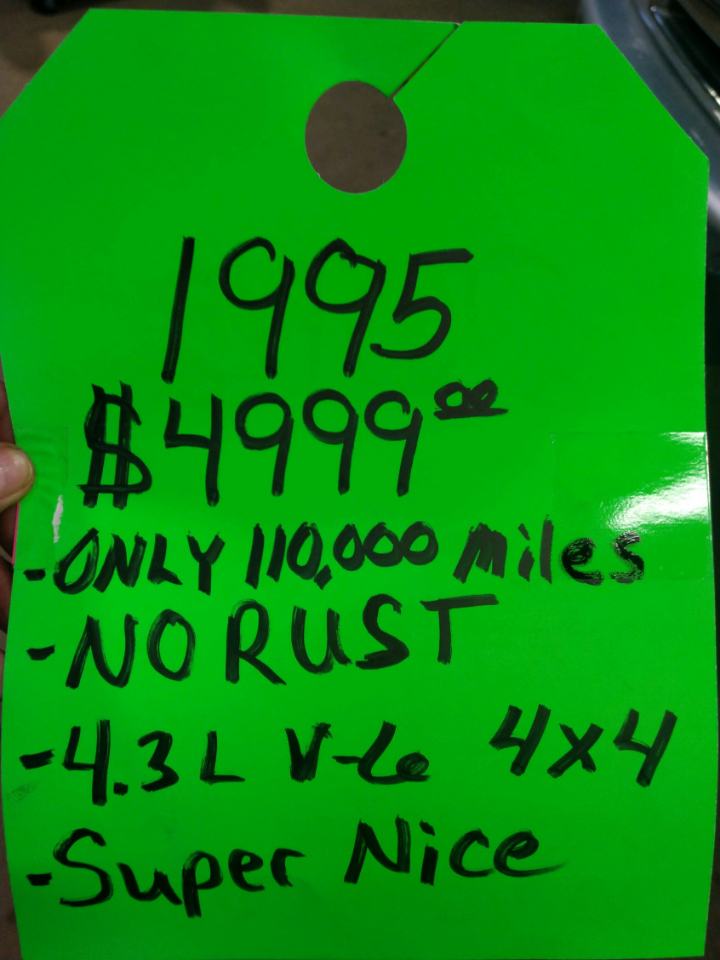 1995
$4999.00
-ONLY 110,000 miles
-NO RUST
-4.3L V-6 4x4
-Super Nice